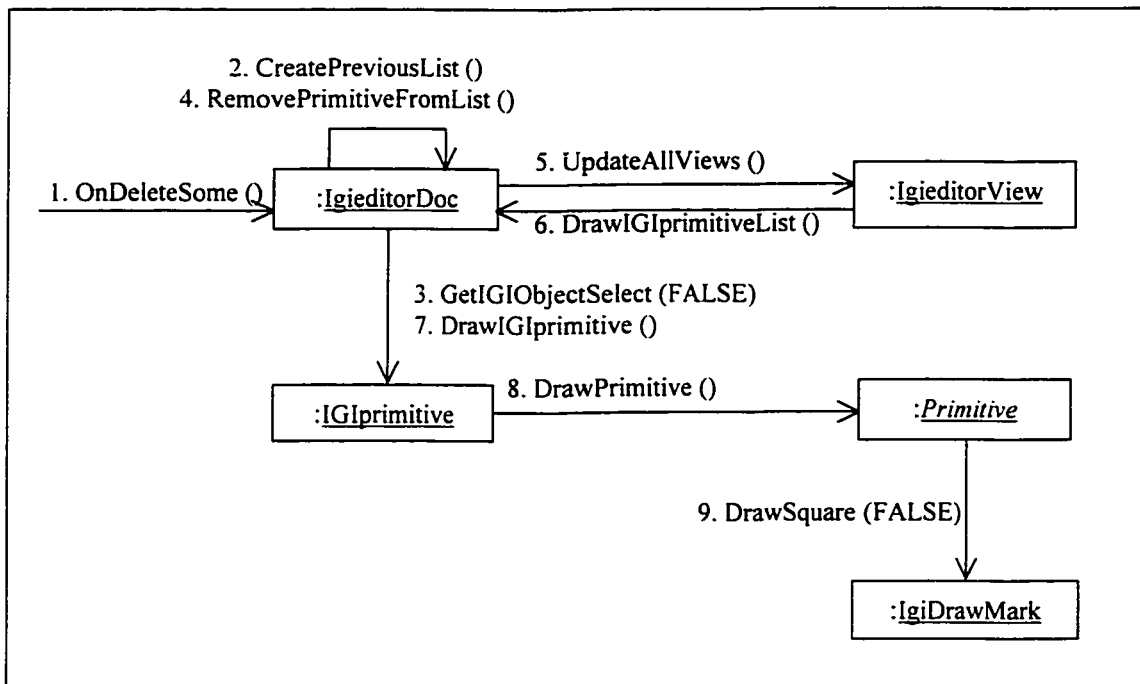 2. CreatePreviousList ()
4. RemovePrimitiveFromList ()
1. OnDeleteSome ()
:IgieditorDoc
5. UpdateAllViews ()
:IgieditorView
6. DrawIGIprimitiveList ()
3. GetIGIObjectSelect (FALSE)
7. DrawIGIprimitive ()
:IGIprimitive
8. DrawPrimitive ()
:Primitive
9. DrawSquare (FALSE)
:IgiDrawMark